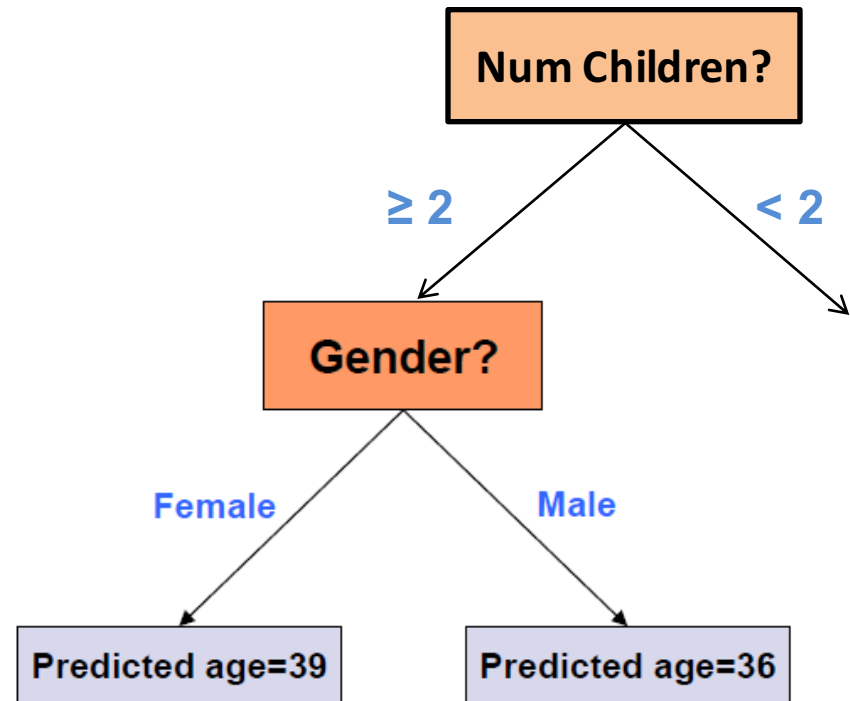 Num Children?
≥ 2
< 2
Gender?
Female
Male
Predicted age=39
Predicted age=36